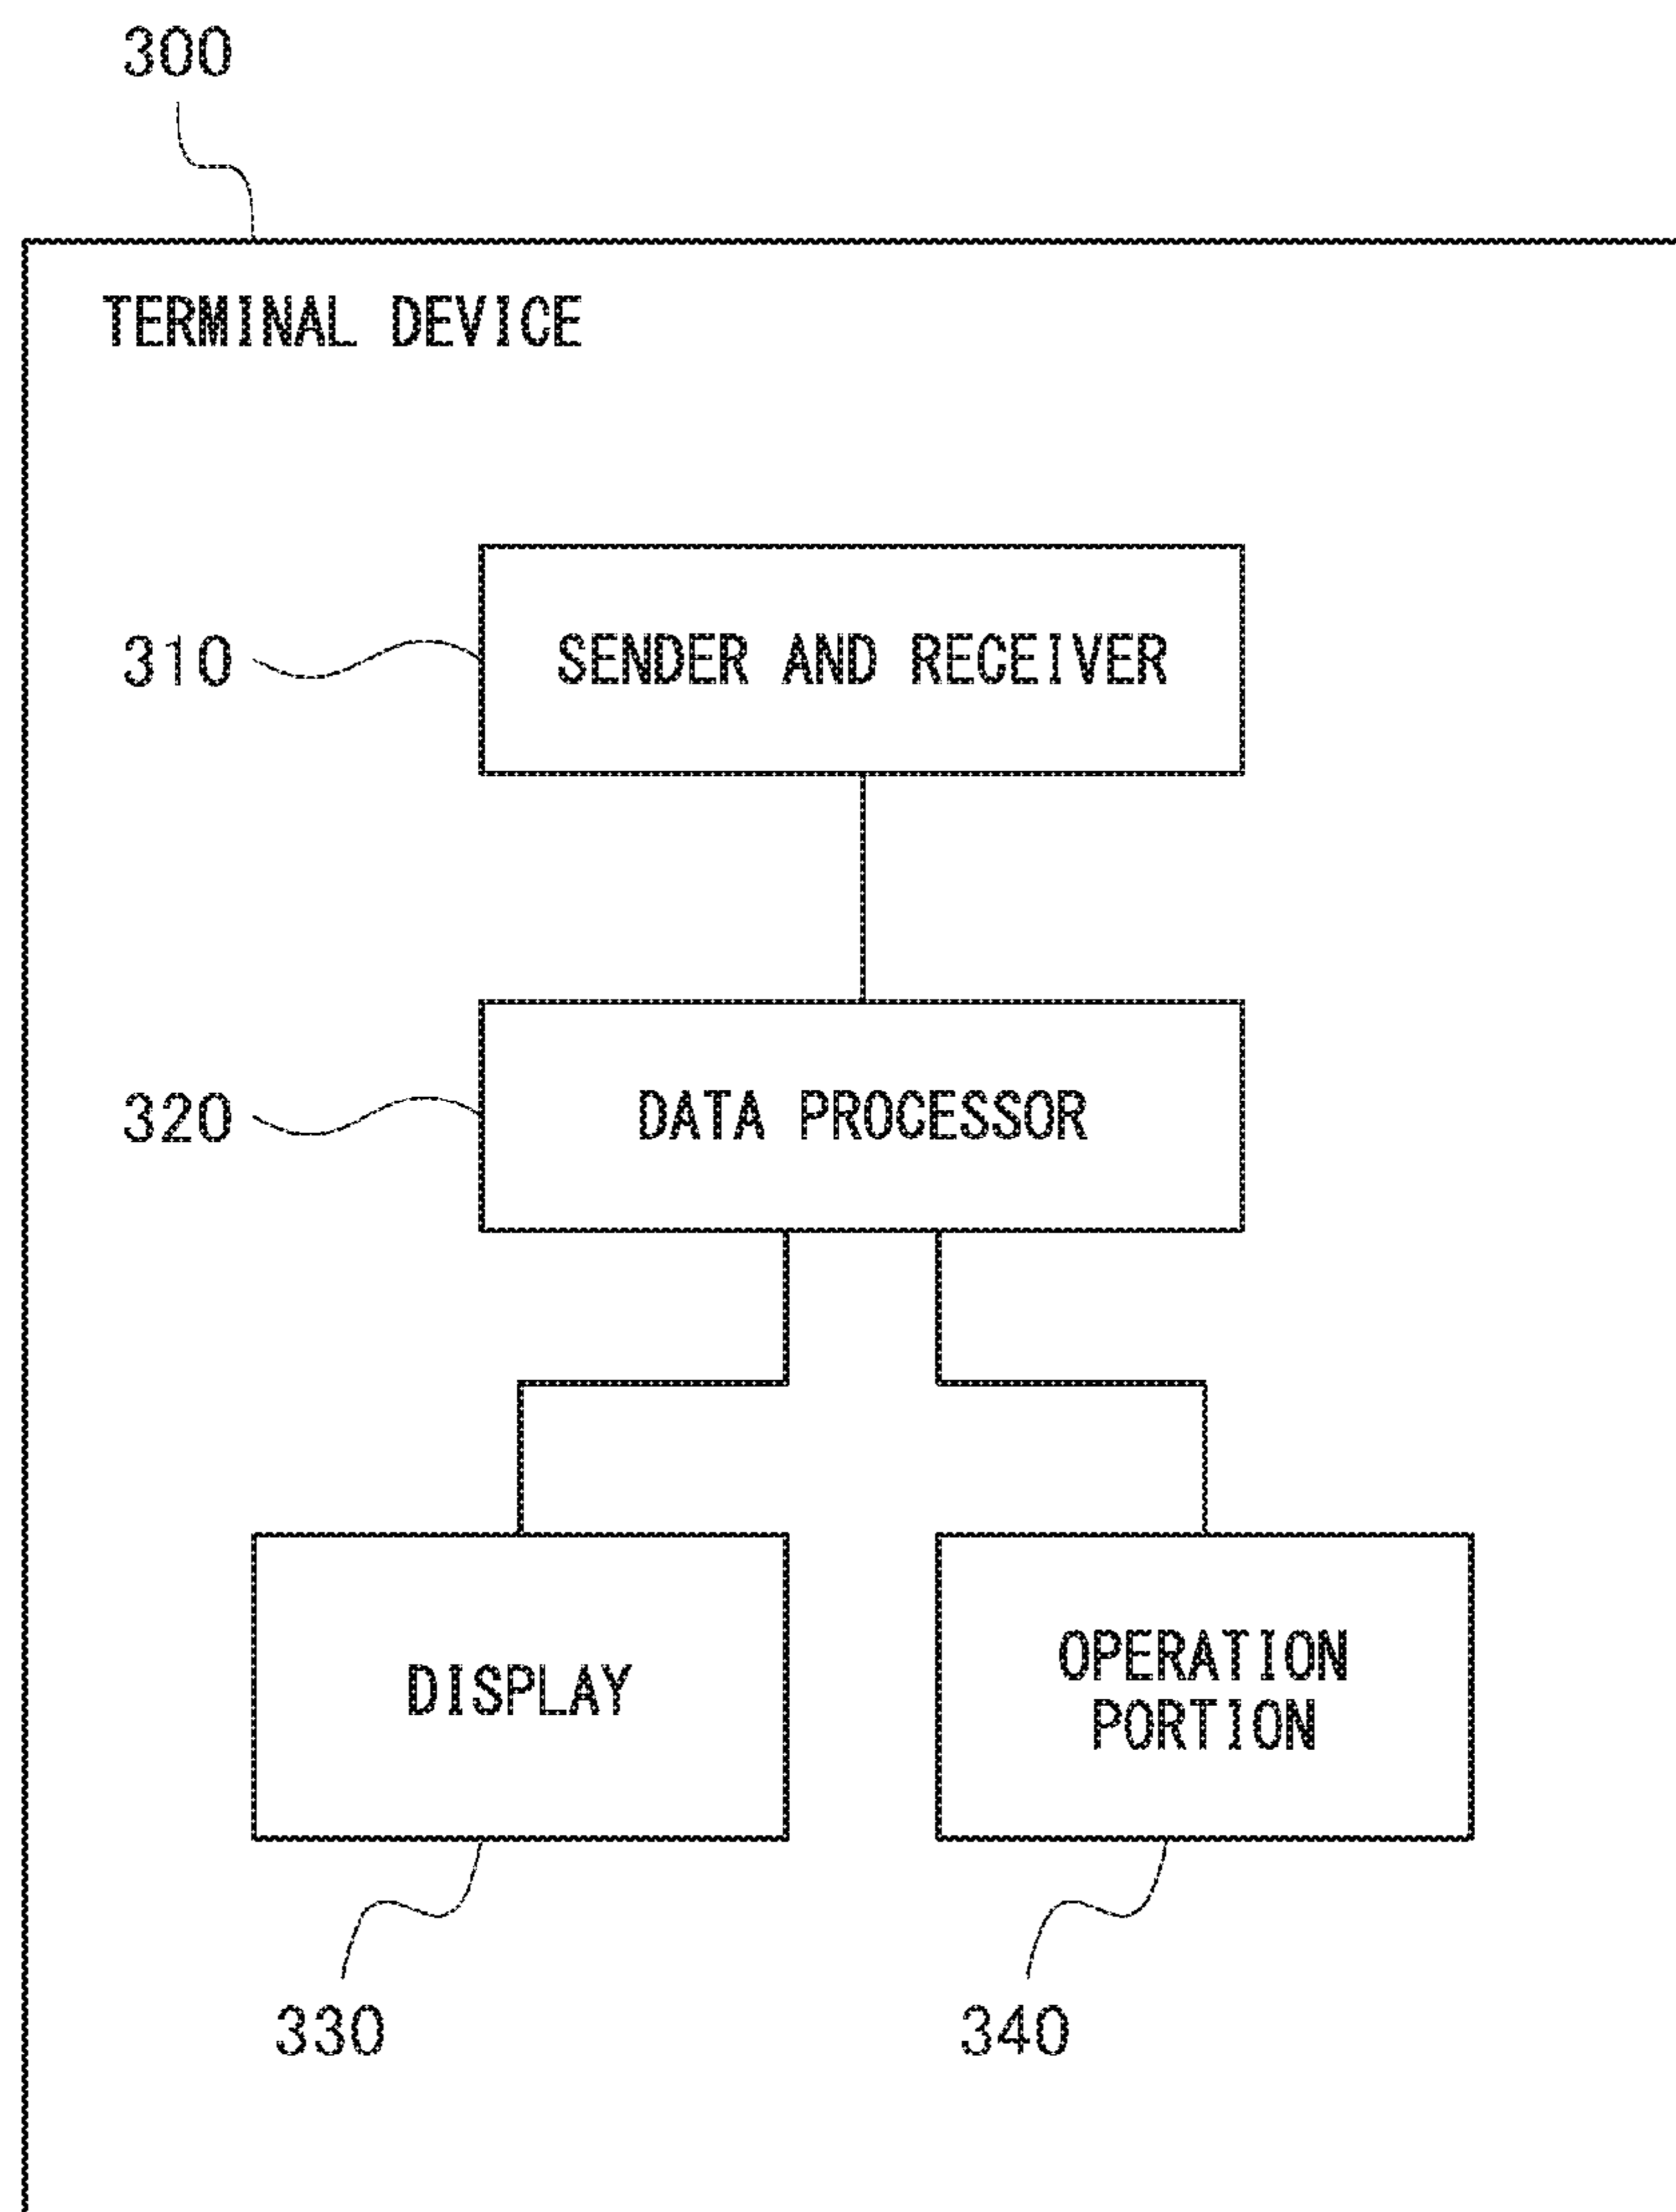 300
TERMINAL DEVICE
310
SENDER AND RECEIVER
320
DATA PROCESSOR
DISPLAY
OPERATION
PORTION
330
340